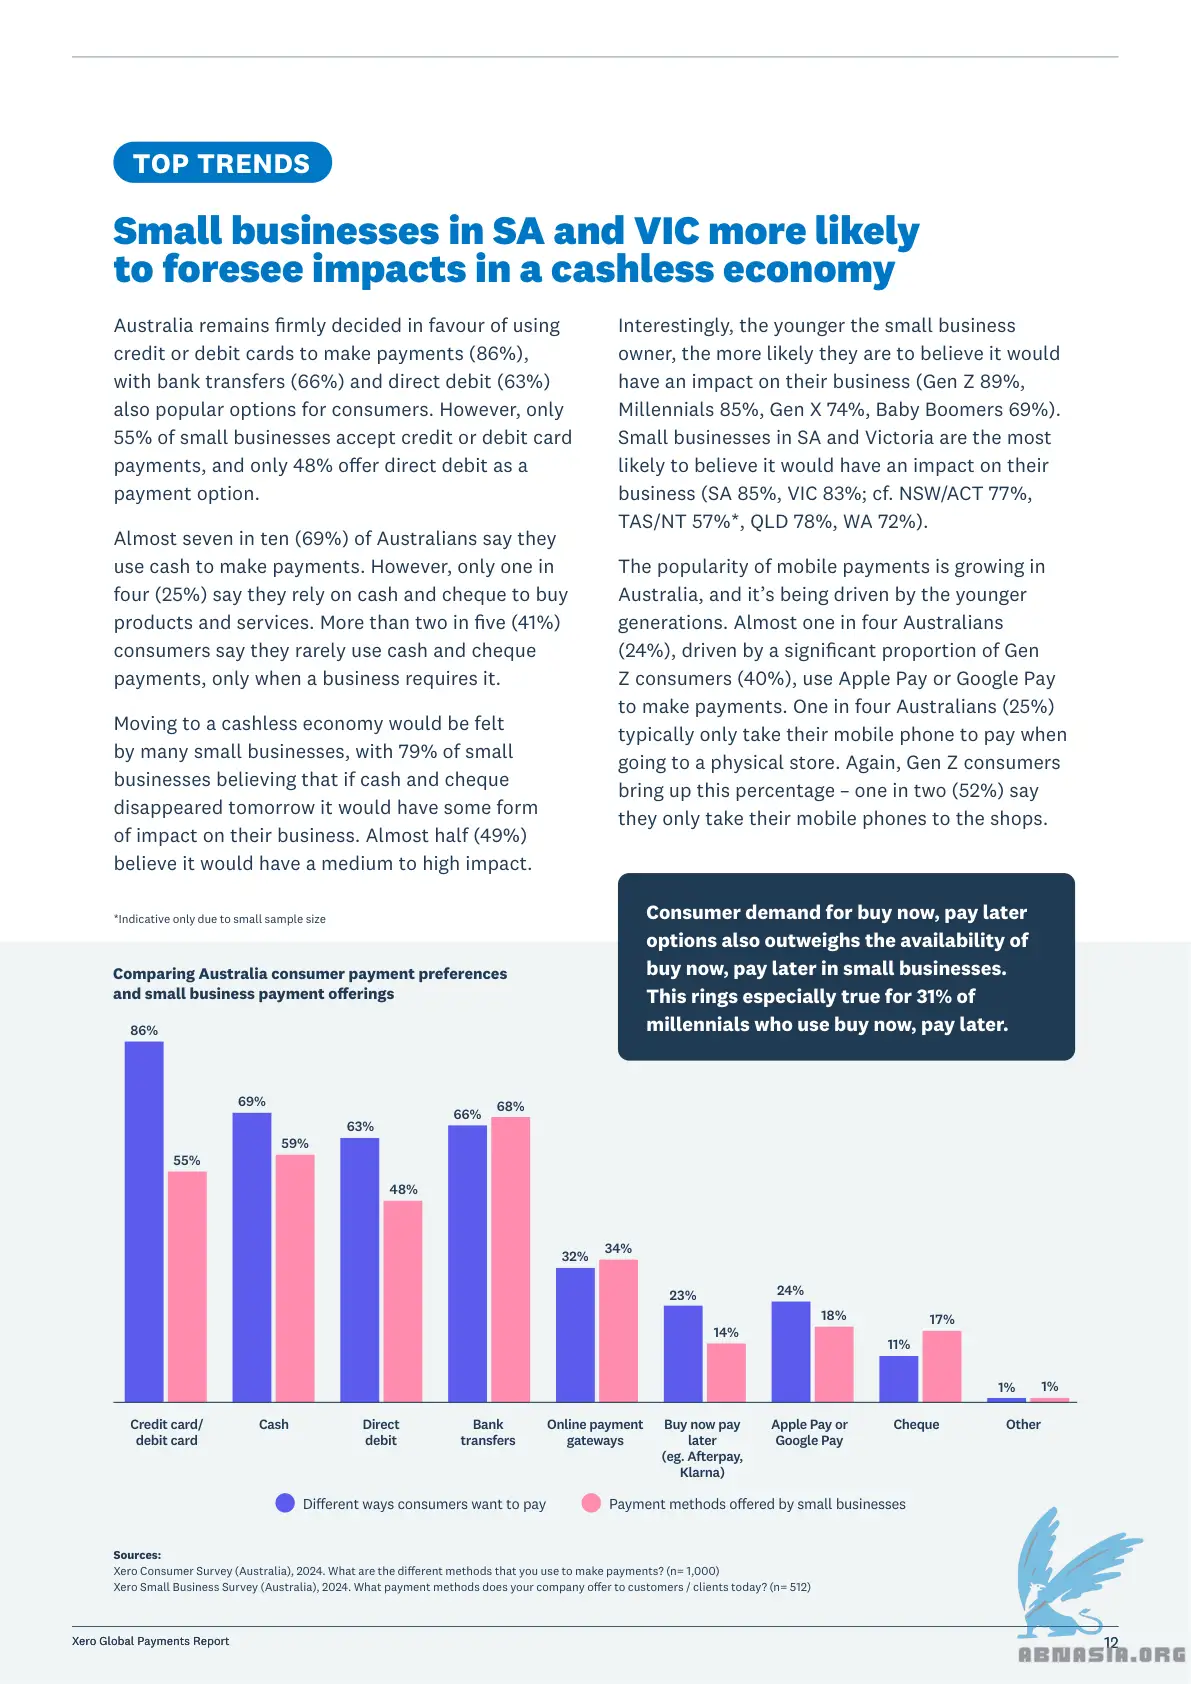 TOP TRENDS
Small businesses in SA and VIC more likely
to foresee impacts in a cashless economy
Australia remains firmly decided in favour of using
credit or debit cards to make payments (86%),
with bank transfers (66%) and direct debit (63%)
also popular options for consumers. However, only
55% of small businesses accept credit or debit card
payments, and only 48% offer direct debit as a
payment option.
Almost seven in ten (69%) of Australians say they
use cash to make payments. However, only one in
four (25%) say they rely on cash and cheque to buy
products and services. More than two in five (41%)
consumers say they rarely use cash and cheque
payments, only when a business requires it.
Moving to a cashless economy would be felt
by many small businesses, with 79% of small
businesses believing that if cash and cheque
disappeared tomorrow it would have some form
of impact on their business. Almost half (49%)
believe it would have a medium to high impact.
*Indicative only due to small sample size
Interestingly, the younger the small business
owner, the more likely they are to believe it would
have an impact on their business (Gen Z 89%,
Millennials 85%, Gen X 74%, Baby Boomers 69%).
Small businesses in SA and Victoria are the most
likely to believe it would have an impact on their
business (SA 85%, VIC 83%; cf. NSW/ACT 77%,
TAS/NT 57%*, QLD 78%, WA 72%).
The popularity of mobile payments is growing in
Australia, and it’s being driven by the younger
generations. Almost one in four Australians
(24%), driven by a significant proportion of Gen
Z consumers (40%), use Apple Pay or Google Pay
to make payments. One in four Australians (25%)
typically only take their mobile phone to pay when
going to a physical store. Again, Gen Z consumers
bring up this percentage – one in two (52%) say
they only take their mobile phones to the shops.
Consumer demand for buy now, pay later
options also outweighs the availability of
buy now, pay later in small businesses.
This rings especially true for 31% of
millennials who use buy now, pay later.
Comparing Australia consumer payment preferences
and small business payment offerings
86%
55%
69%
59%
63%
48%
66%
68%
32%
34%
23%
14%
24%
18%
11%
17%
1%
1%
Credit card/
debit card
Cash
Direct
debit
Bank
transfers
Online payment
gateways
Buy now pay
later
(eg. Afterpay,
Klarna)
Apple Pay or
Google Pay
Cheque
Other
Different ways consumers want to pay
Payment methods offered by small businesses
Sources:
Xero Consumer Survey (Australia), 2024. What are the different methods that you use to make payments? (n= 1,000)
Xero Small Business Survey (Australia), 2024. What payment methods does your company offer to customers / clients today? (n= 512)
Xero Global Payments Report
12
ABNASIA.ORG